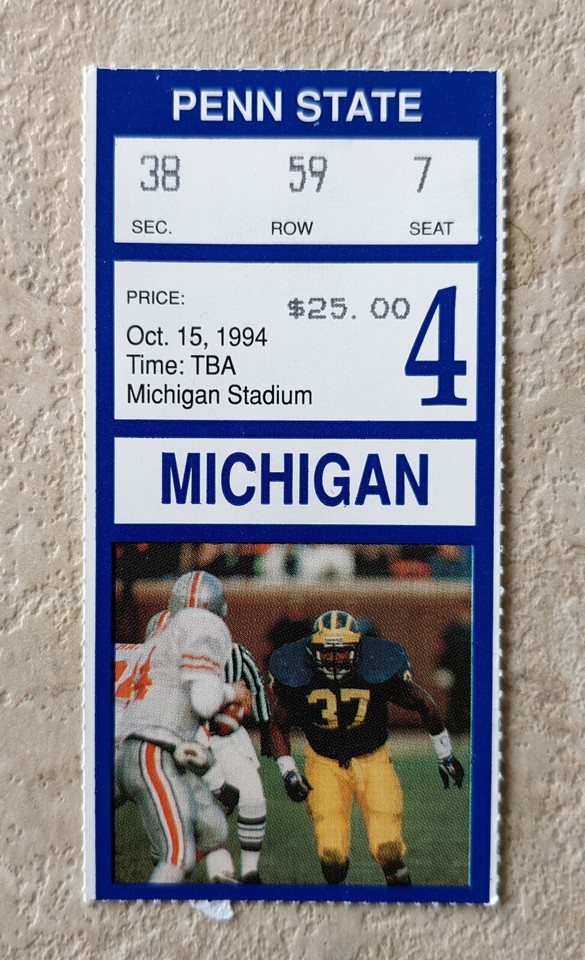 PENN STATE
38 59 7
SEC. ROW SEAT
PRICE: $25.00
Oct. 15, 1994
Time: TBA
Michigan Stadium
4
MICHIGAN
37